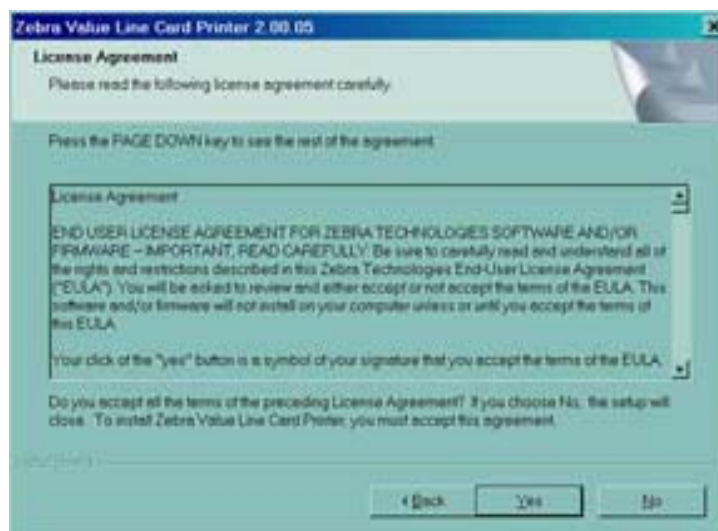 Zebra Value Line Card Printer 2.00.05
License Agreement
Please read the following license agreement carefully.
Press the PAGE DOWN key to see the rest of the agreement.
License Agreement
END USER LICENSE AGREEMENT FOR ZEBRA TECHNOLOGIES SOFTWARE AND/OR
FIRMWARE – IMPORTANT, READ CAREFULLY: Be sure to carefully read and understand all of
the rights and restrictions described in this Zebra Technologies End-User License Agreement
("EULA"). You will be asked to review and either accept or not accept the terms of the EULA. This
software and/or firmware will not install on your computer unless or until you accept the terms of
this EULA.
Your click of the "yes" button is a symbol of your signature that you accept the terms of the EULA.
Do you accept all the terms of the preceding License Agreement? If you choose No, the setup will
close. To install Zebra Value Line Card Printer, you must accept this agreement.
< Back
Yes
No